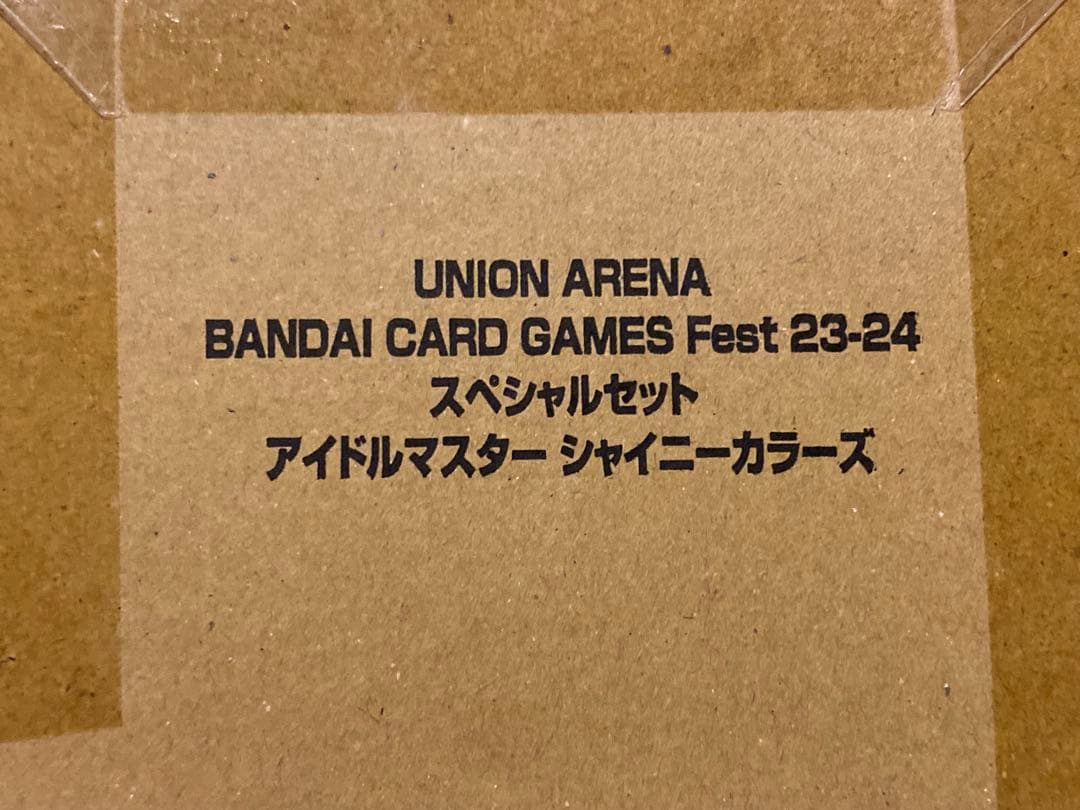 UNION ARENA
BANDAI CARD GAMES Fest 23-24
スペシャルセット
アイドルマスター シャイニーカラーズ